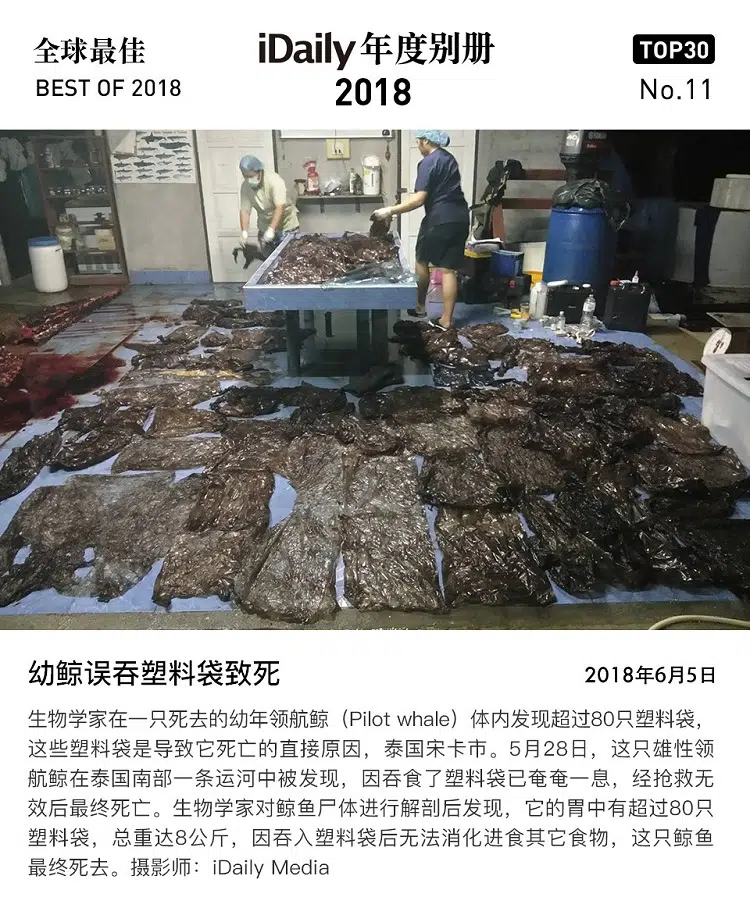 全球最佳
BEST OF 2018
iDaily 年度别册
2018
TOP30
No.11
幼鲸误吞塑料袋致死
2018年6月5日
生物学家在一只死去的幼年领航鲸（Pilot whale）体内发现超过80只塑料袋，
这些塑料袋是导致它死亡的直接原因，泰国宋卡市。5月28日，这只雄性领
航鲸在泰国南部一条运河中被发现，因吞食了塑料袋已奄奄一息，经抢救无
效后最终死亡。生物学家对鲸鱼尸体进行解剖后发现，它的胃中有超过80只
塑料袋，总重达8公斤，因吞入塑料袋后无法消化进食其它食物，这只鲸鱼
最终死去。摄影师：iDaily Media